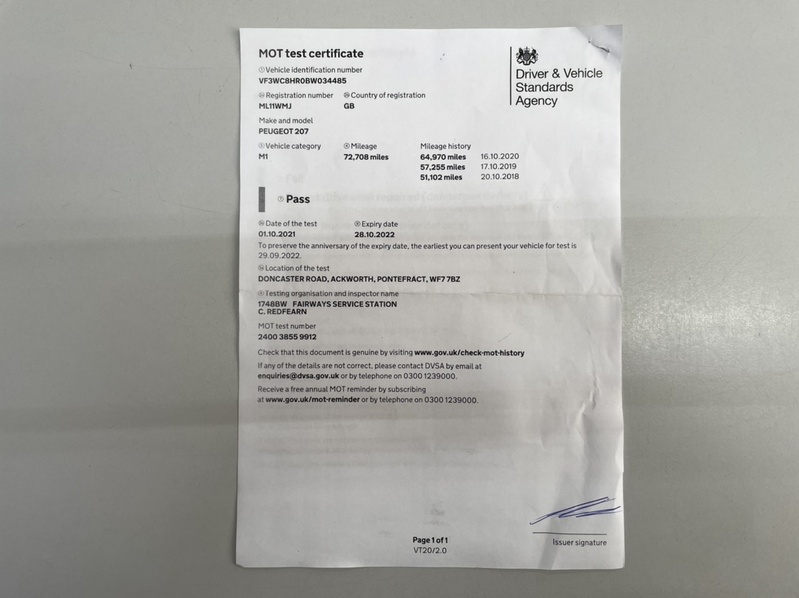 MOT test certificate
Vehicle identification number
VF3WC8HR0BW034485
Registration number Country of registration
ML11WMJ GB
Make and model
PEUGEOT 207
Vehicle category Mileage Mileage history
M1 72,708 miles 64,970 miles 16.10.2020
57,255 miles 17.10.2019
51,102 miles 20.10.2018
Pass
Date of the test Expiry date
01.10.2021 28.10.2022
To preserve the anniversary of the expiry date, the earliest you can present your vehicle for test is
29.09.2022.
Location of the test
DONCASTER ROAD, ACKWORTH, PONTEFRACT, WF7 7BZ
Testing organisation and inspector name
1748BW FAIRWAYS SERVICE STATION
C. REDFEARN
MOT test number
2400 3855 9912
Check that this document is genuine by visiting www.gov.uk/check-mot-history
If any of the details are not correct, please contact DVSA by email at
enquiries@dvsa.gov.uk or by telephone on 0300 1239000.
Receive a free annual MOT reminder by subscribing
at www.gov.uk/mot-reminder or by telephone on 0300 1239000.
Driver & Vehicle
Standards
Agency
Page 1 of 1
VT20/2.0
Issuer signature